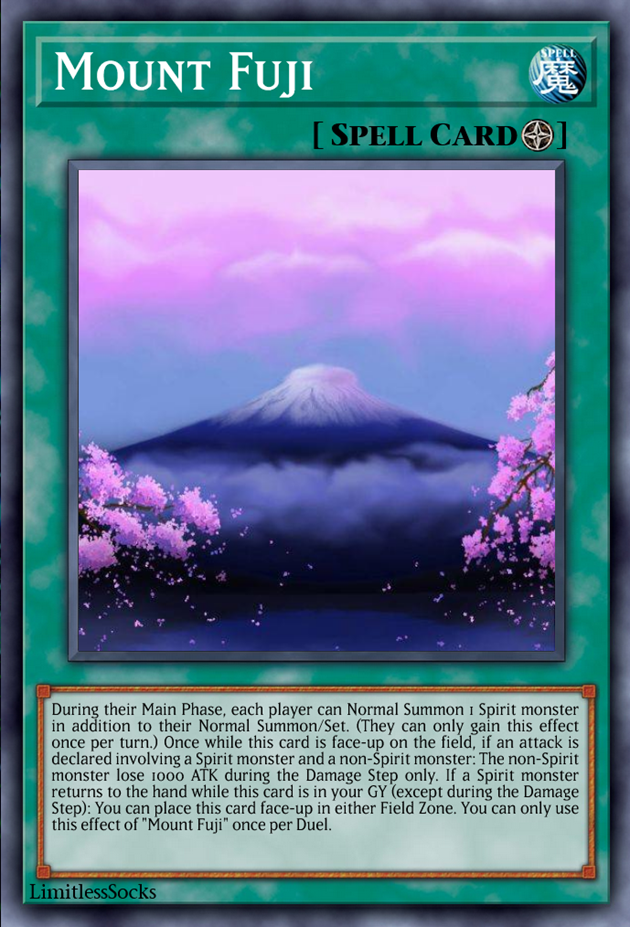 Mount Fuji
SPELL
魔
[ Spell Card ]
During their Main Phase, each player can Normal Summon 1 Spirit monster
in addition to their Normal Summon/Set. (They can only gain this effect
once per turn.) Once while this card is face-up on the field, if an attack is
declared involving a Spirit monster and a non-Spirit monster: The non-Spirit
monster lose 1000 ATK during the Damage Step only. If a Spirit monster
returns to the hand while this card is in your GY (except during the Damage
Step): You can place this card face-up in either Field Zone. You can only use
this effect of "Mount Fuji" once per Duel.
LimitlessSocks